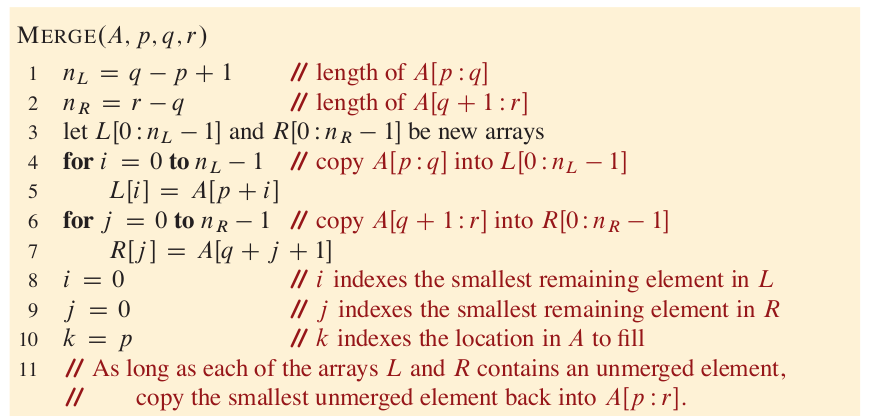 MERGE(A, p, q, r)
1 n_L = q − p + 1 // length of A[p : q]
2 n_R = r − q // length of A[q + 1 : r]
3 let L[0 : n_L − 1] and R[0 : n_R − 1] be new arrays
4 for i = 0 to n_L − 1 // copy A[p : q] into L[0 : n_L − 1]
5 L[i] = A[p + i]
6 for j = 0 to n_R − 1 // copy A[q + 1 : r] into R[0 : n_R − 1]
7 R[j] = A[q + j + 1]
8 i = 0 // i indexes the smallest remaining element in L
9 j = 0 // j indexes the smallest remaining element in R
10 k = p // k indexes the location in A to fill
11 // As long as each of the arrays L and R contains an unmerged element,
// copy the smallest unmerged element back into A[p : r].